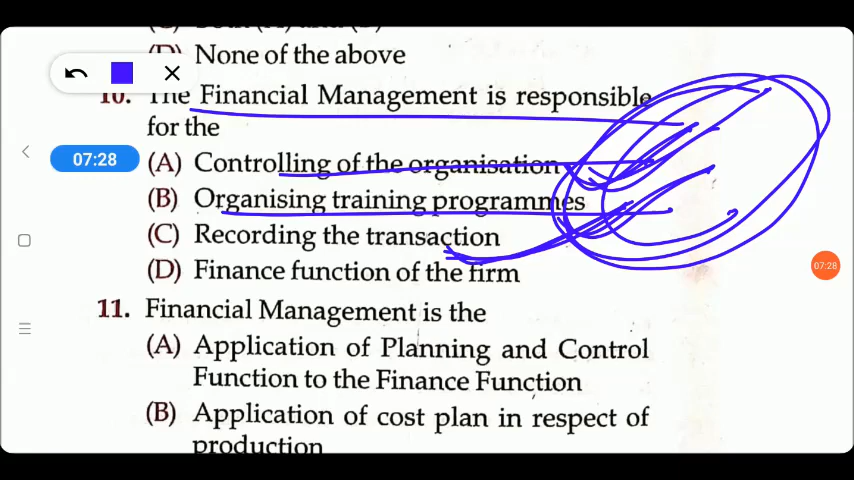 (D) None of the above
10. The Financial Management is responsible
for the
07:28
(A) Controlling of the organisation
(B) Organising training programmes
(C) Recording the transaction
(D) Finance function of the firm
07:28
11. Financial Management is the
(A) Application of Planning and Control
Function to the Finance Function
(B) Application of cost plan in respect of
production